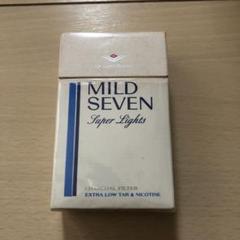 MILD
SEVEN
Super Lights
CHARCOAL FILTER
EXTRA LOW TAR & NICOTINE